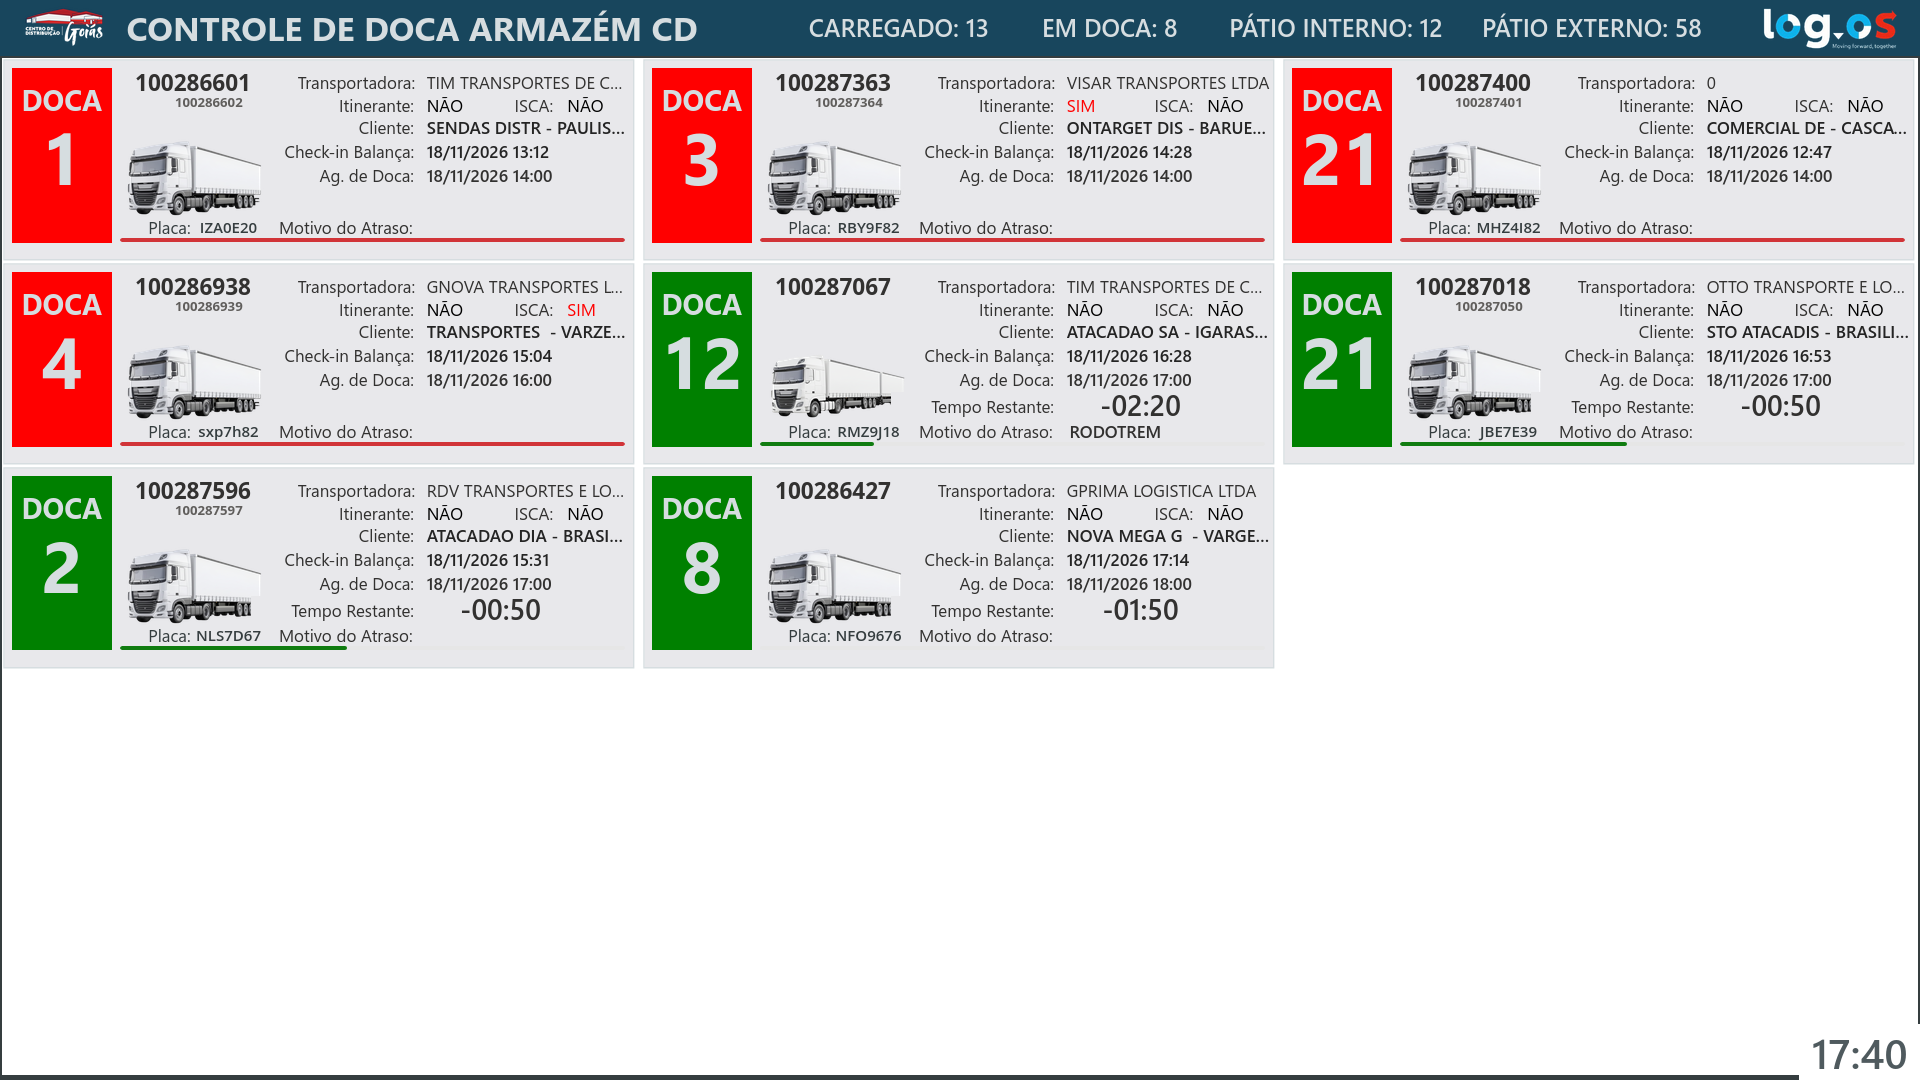 CENTRO DE DISTRIBUIÇÃO Goiás
CONTROLE DE DOCA ARMAZÉM CD
CARREGADO: 13
EM DOCA: 8
PÁTIO INTERNO: 12
PÁTIO EXTERNO: 58
log.os
Moving forward, together
DOCA
1
100286601
100286602
Transportadora: TIM TRANSPORTES DE C...
Itinerante: NÃO ISCA: NÃO
Cliente: SENDAS DISTR - PAULIS...
Check-in Balança: 18/11/2026 13:12
Ag. de Doca: 18/11/2026 14:00
Placa: IZA0E20 Motivo do Atraso:
DOCA
3
100287363
100287364
Transportadora: VISAR TRANSPORTES LTDA
Itinerante: SIM ISCA: NÃO
Cliente: ONTARGET DIS - BARUE...
Check-in Balança: 18/11/2026 14:28
Ag. de Doca: 18/11/2026 14:00
Placa: RBY9F82 Motivo do Atraso:
DOCA
21
100287400
100287401
Transportadora: 0
Itinerante: NÃO ISCA: NÃO
Cliente: COMERCIAL DE - CASCA...
Check-in Balança: 18/11/2026 12:47
Ag. de Doca: 18/11/2026 14:00
Placa: MHZ4I82 Motivo do Atraso:
DOCA
4
100286938
100286939
Transportadora: GNOVA TRANSPORTES L...
Itinerante: NÃO ISCA: SIM
Cliente: TRANSPORTES - VARZE...
Check-in Balança: 18/11/2026 15:04
Ag. de Doca: 18/11/2026 16:00
Placa: sxp7h82 Motivo do Atraso:
DOCA
12
100287067
Transportadora: TIM TRANSPORTES DE C...
Itinerante: NÃO ISCA: NÃO
Cliente: ATACADAO SA - IGARAS...
Check-in Balança: 18/11/2026 16:28
Ag. de Doca: 18/11/2026 17:00
Tempo Restante: -02:20
Placa: RMZ9J18 Motivo do Atraso: RODOTREM
DOCA
21
100287018
100287050
Transportadora: OTTO TRANSPORTE E LO...
Itinerante: NÃO ISCA: NÃO
Cliente: STO ATACADIS - BRASILI...
Check-in Balança: 18/11/2026 16:53
Ag. de Doca: 18/11/2026 17:00
Tempo Restante: -00:50
Placa: JBE7E39 Motivo do Atraso:
DOCA
2
100287596
100287597
Transportadora: RDV TRANSPORTES E LO...
Itinerante: NÃO ISCA: NÃO
Cliente: ATACADAO DIA - BRASI...
Check-in Balança: 18/11/2026 15:31
Ag. de Doca: 18/11/2026 17:00
Tempo Restante: -00:50
Placa: NLS7D67 Motivo do Atraso:
DOCA
8
100286427
Transportadora: GPRIMA LOGISTICA LTDA
Itinerante: NÃO ISCA: NÃO
Cliente: NOVA MEGA G - VARGE...
Check-in Balança: 18/11/2026 17:14
Ag. de Doca: 18/11/2026 18:00
Tempo Restante: -01:50
Placa: NFO9676 Motivo do Atraso:
17:40